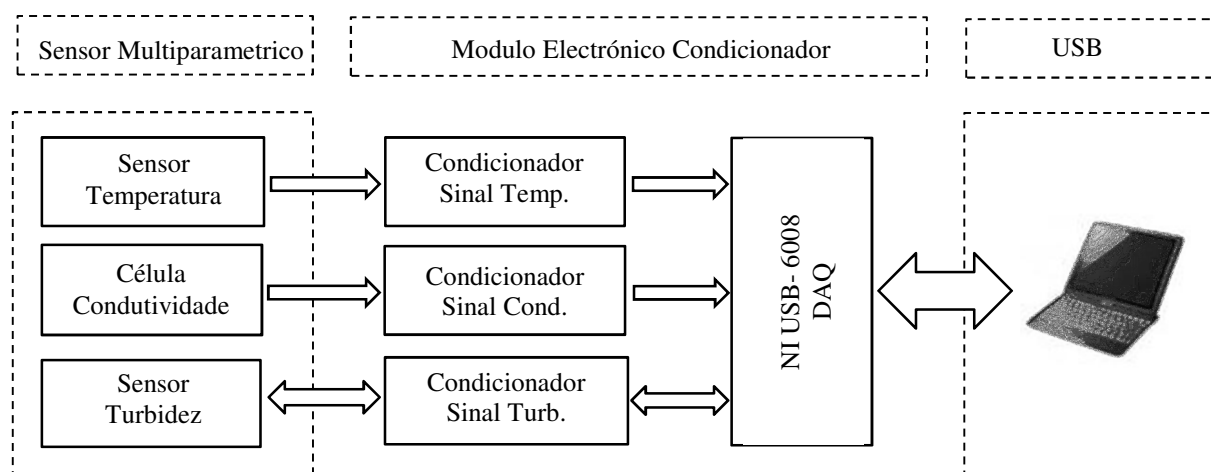 Sensor Multiparametrico
Modulo Electrónico Condicionador
USB
Sensor
Temperatura
Condicionador
Sinal Temp.
Célula
Condutividade
Condicionador
Sinal Cond.
Sensor
Turbidez
Condicionador
Sinal Turb.
NI USB- 6008
DAQ